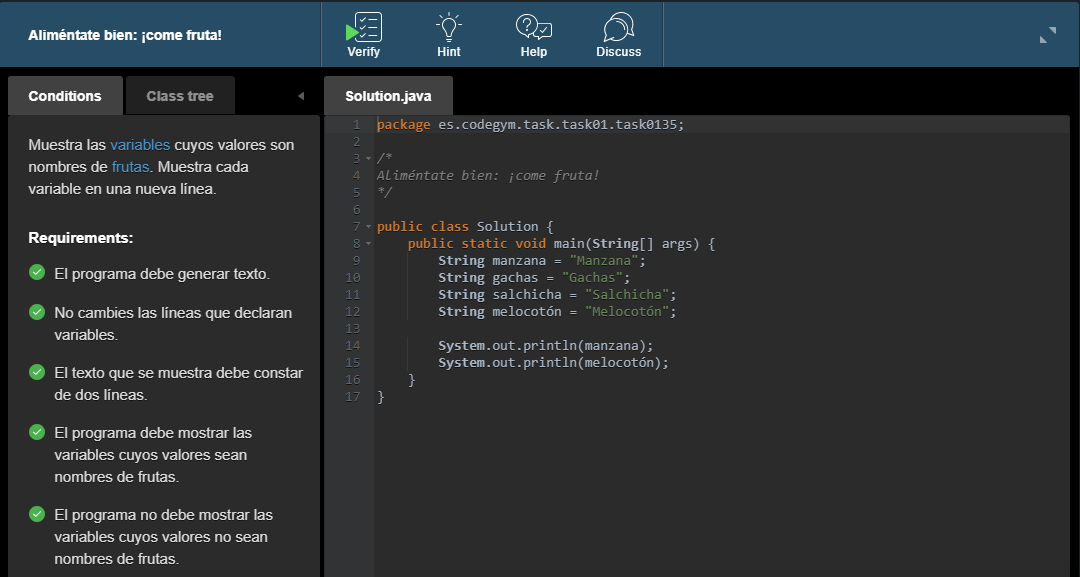 Aliméntate bien: ¡come fruta!
Verify
Hint
Help
Discuss
Conditions
Class tree
Muestra las variables cuyos valores son
nombres de frutas. Muestra cada
variable en una nueva línea.
Requirements:
El programa debe generar texto.
No cambies las líneas que declaran
variables.
El texto que se muestra debe constar
de dos líneas.
El programa debe mostrar las
variables cuyos valores sean
nombres de frutas.
El programa no debe mostrar las
variables cuyos valores no sean
nombres de frutas.
Solution.java
1 package es.codegym.task.task01.task0135;
2
3 /*
4 Aliméntate bien: ¡come fruta!
5 */
6
7 public class Solution {
8     public static void main(String[] args) {
9         String manzana = "Manzana";
10         String gachas = "Gachas";
11         String salchicha = "Salchicha";
12         String melocotón = "Melocotón";
13
14         System.out.println(manzana);
15         System.out.println(melocotón);
16     }
17 }